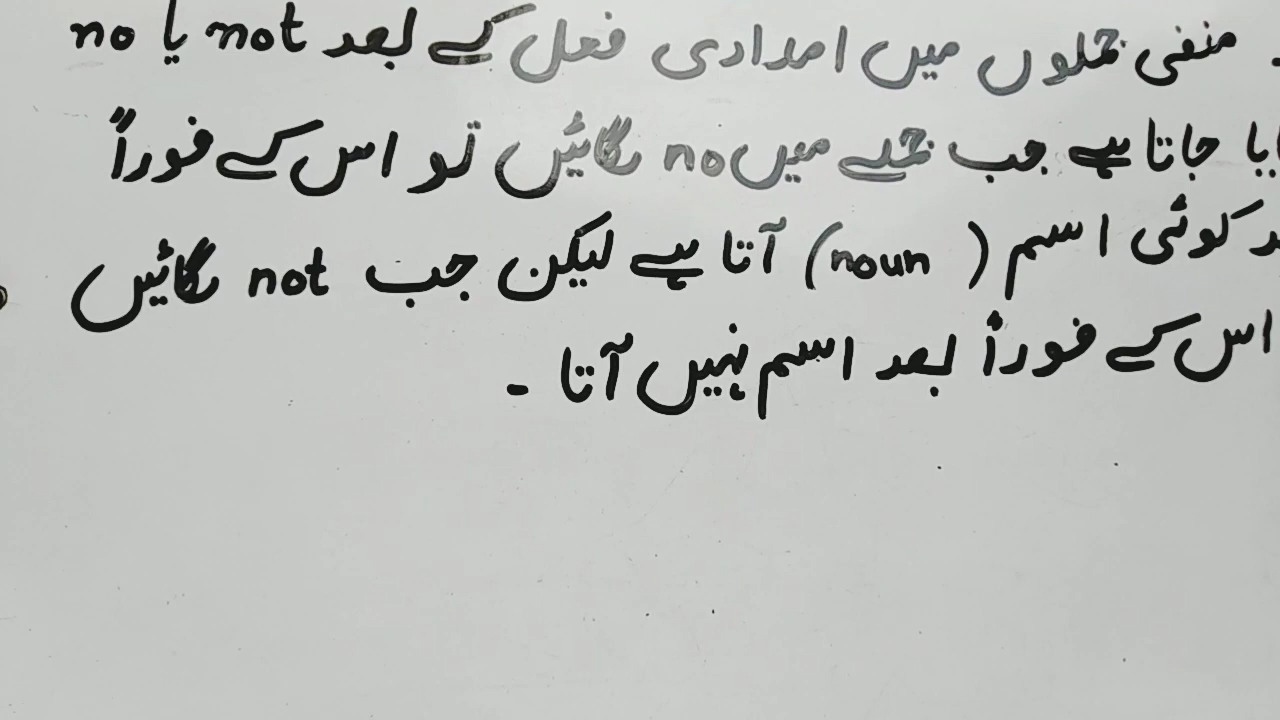 ۔ منفی جملوں میں امدادی فعل کے بعد not یا no
جاتا ہے جب جملے میں no لگائیں تو اس کے فوراً
کوئی اسم (noun) آتا ہے لیکن جب not لگائیں
اس کے فوراً بعد اسم نہیں آتا ۔